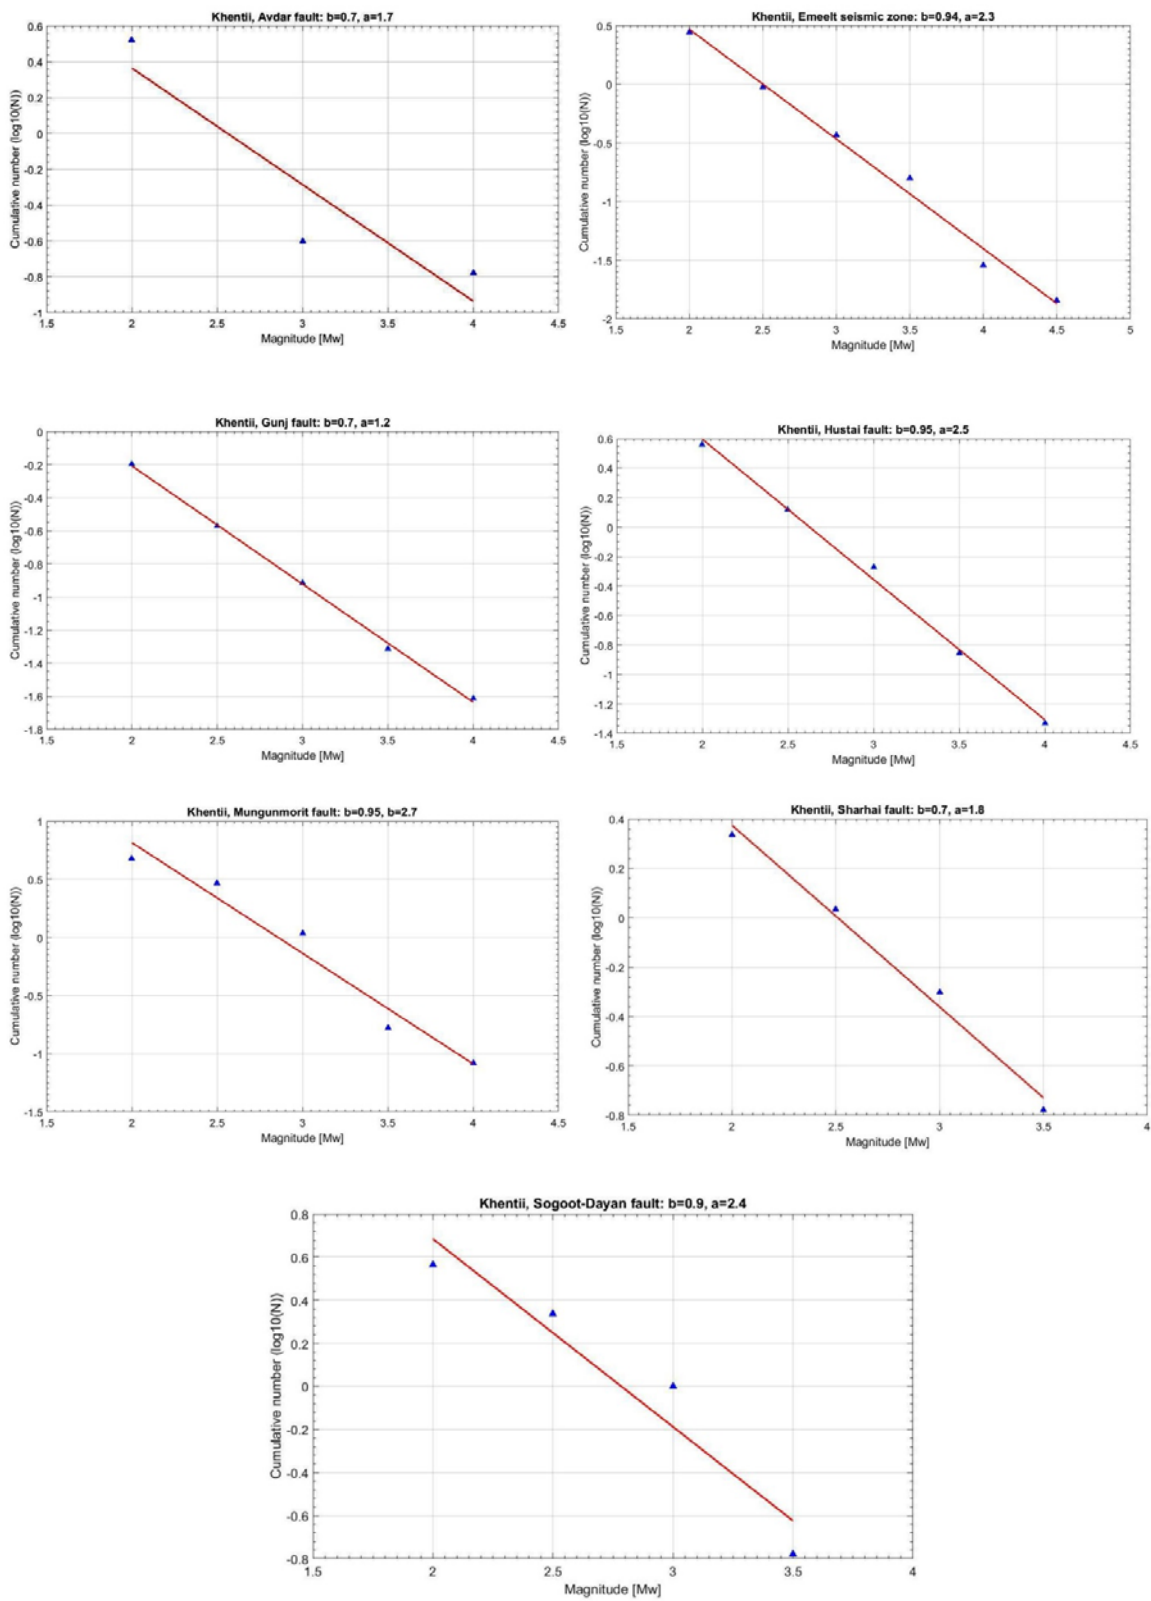 Khentii, Avdar fault: b=0.7, a=1.7
Cumulative number (log10(N))
0.6
0.4
0.2
0
-0.2
-0.4
-0.6
-0.8
-1
1.5 2 2.5 3 3.5 4 4.5
Magnitude [Mw]
Khentii, Emeelt seismic zone: b=0.94, a=2.3
Cumulative number (log10(N))
0.5
0
-0.5
-1
-1.5
-2
1.5 2 2.5 3 3.5 4 4.5 5
Magnitude [Mw]
Khentii, Gunj fault: b=0.7, a=1.2
Cumulative number (log10(N))
0
-0.2
-0.4
-0.6
-0.8
-1
-1.2
-1.4
-1.6
-1.8
1.5 2 2.5 3 3.5 4 4.5
Magnitude [Mw]
Khentii, Hustai fault: b=0.95, a=2.5
Cumulative number (log10(N))
0.6
0.4
0.2
0
-0.2
-0.4
-0.6
-0.8
-1
-1.2
-1.4
1.5 2 2.5 3 3.5 4 4.5
Magnitude [Mw]
Khentii, Mungunmorit fault: b=0.95, b=2.7
Cumulative number (log10(N))
1
0.5
0
-0.5
-1
-1.5
1.5 2 2.5 3 3.5 4 4.5
Magnitude [Mw]
Khentii, Sharhai fault: b=0.7, a=1.8
Cumulative number (log10(N))
0.4
0.2
0
-0.2
-0.4
-0.6
-0.8
1.5 2 2.5 3 3.5 4
Magnitude [Mw]
Khentii, Sogoot-Dayan fault: b=0.9, a=2.4
Cumulative number (log10(N))
0.8
0.6
0.4
0.2
0
-0.2
-0.4
-0.6
-0.8
1.5 2 2.5 3 3.5 4
Magnitude [Mw]